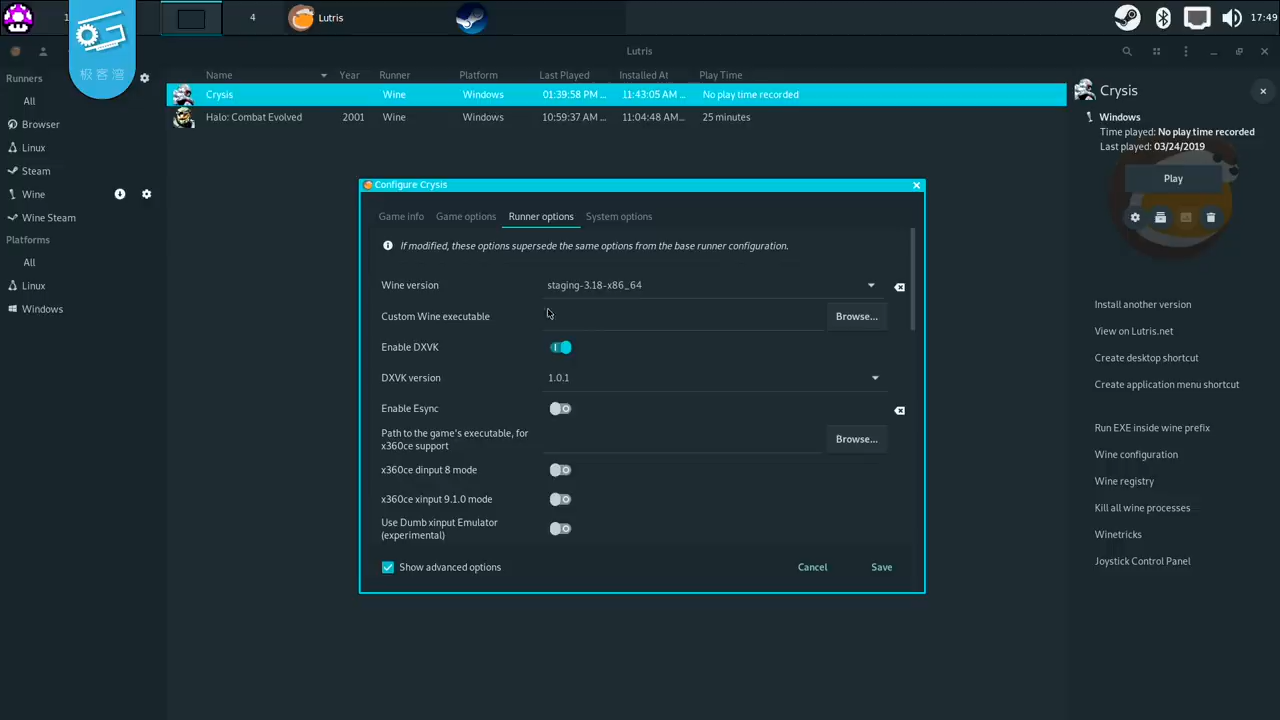 1
4
Lutris
17:49
极客湾
Lutris
Runners
All
Browser
Linux
Steam
Wine
Wine Steam
Platforms
All
Linux
Windows
Name Year Runner Platform Last Played Installed At Play Time
Crysis Wine Windows 01:39:58 PM ... 11:43:05 AM ... No play time recorded
Halo: Combat Evolved 2001 Wine Windows 10:59:37 AM ... 11:04:48 AM... 25 minutes
Configure Crysis
Game info Game options Runner options System options
If modified, these options supersede the same options from the base runner configuration.
Wine version staging-3.18-x86_64
Custom Wine executable Browse...
Enable DXVK
DXVK version 1.0.1
Enable Esync
Path to the game's executable, for
x360ce support
Browse...
x360ce dinput 8 mode
x360ce xinput 9.1.0 mode
Use Dumb xinput Emulator
(experimental)
Show advanced options Cancel Save
Crysis
Windows
Time played: No play time recorded
Last played: 03/24/2019
Play
Install another version
View on Lutris.net
Create desktop shortcut
Create application menu shortcut
Run EXE inside wine prefix
Wine configuration
Wine registry
Kill all wine processes
Winetricks
Joystick Control Panel